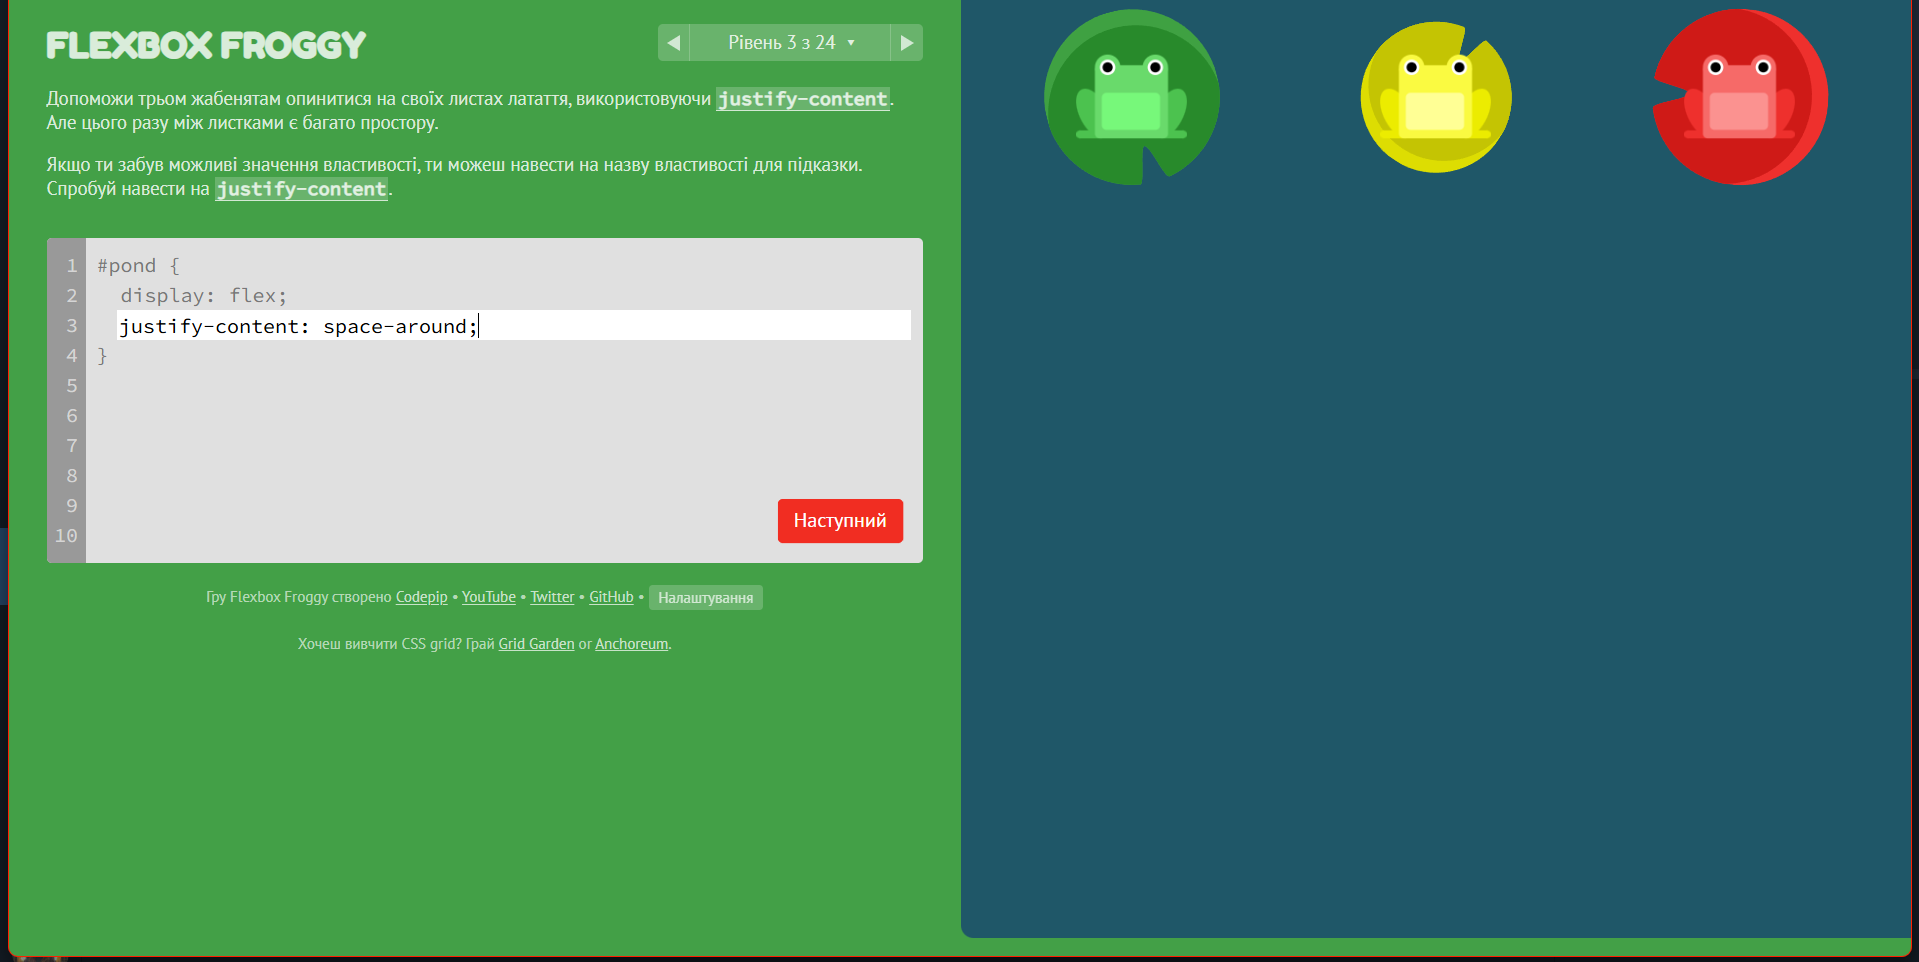 FLEXBOX FROGGY
Рівень 3 з 24
Допоможи трьом жабенятам опинитися на своїх листах латаття, використовуючи justify-content.
Але цього разу між листками є багато простору.
Якщо ти забув можливі значення властивості, ти можеш навести на назву властивості для підказки.
Спробуй навести на justify-content.
1 #pond {
2 display: flex;
3 justify-content: space-around;
4 }
5
6
7
8
9
10
Наступний
Гру Flexbox Froggy створено Codepip • YouTube • Twitter • GitHub • Налаштування
Хочеш вивчити CSS grid? Грай Grid Garden or Anchoreum.